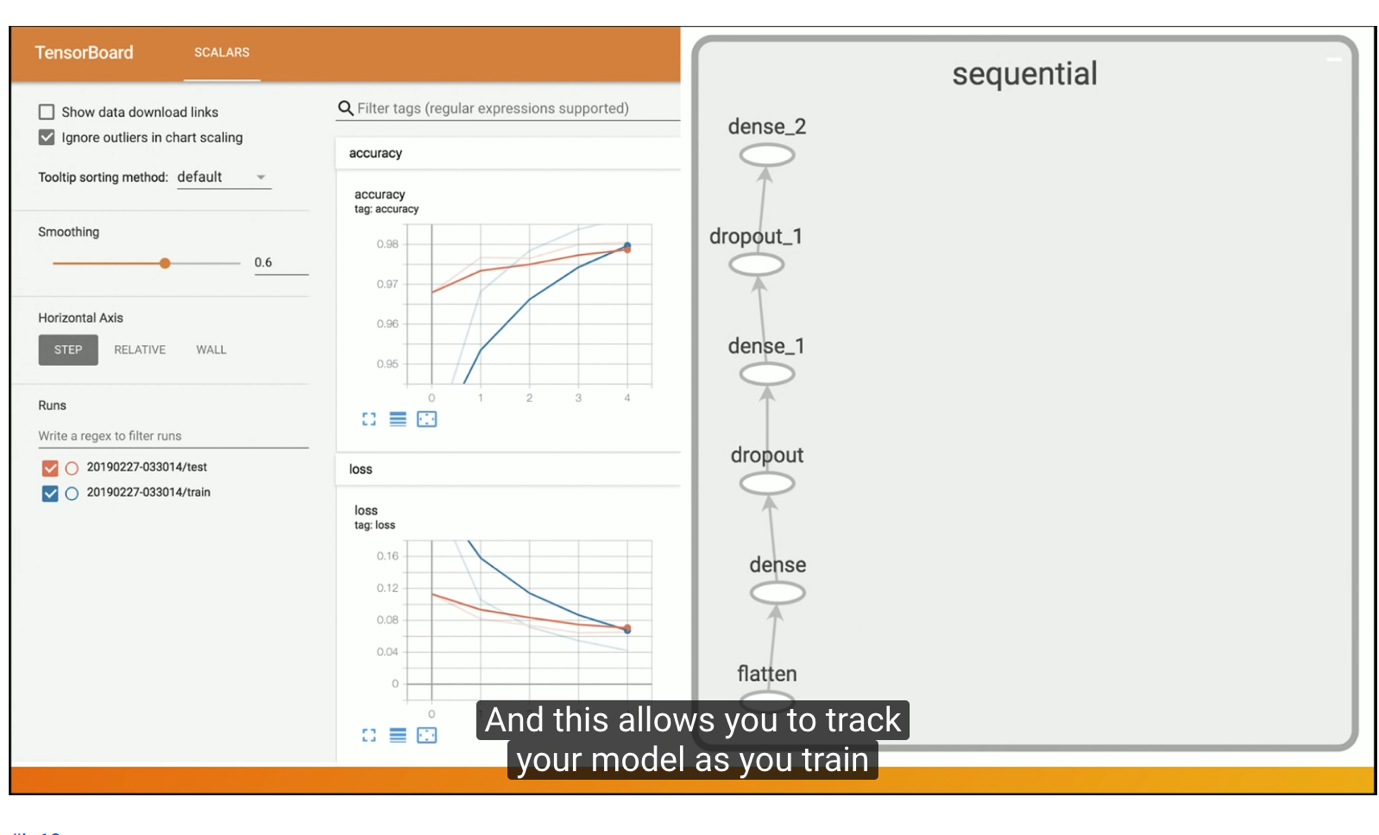 TensorBoard
SCALARS
Show data download links
Ignore outliers in chart scaling
Tooltip sorting method: default
Smoothing
0.6
Horizontal Axis
STEP RELATIVE WALL
Runs
Write a regex to filter runs
20190227-033014/test
20190227-033014/train
Filter tags (regular expressions supported)
accuracy
accuracy
tag: accuracy
0.98
0.97
0.96
0.95
0 1 2 3 4
loss
loss
tag: loss
0.16
0.12
0.08
0.04
0
0
sequential
dense_2
dropout_1
dense_1
dropout
dense
flatten
And this allows you to track
your model as you train